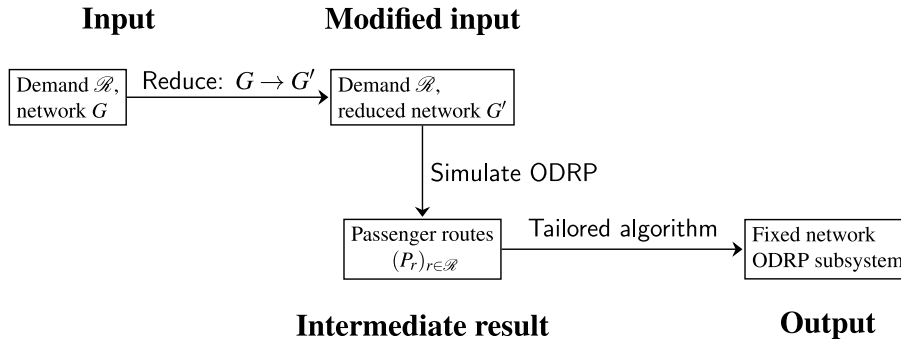 Input
Modified input
Demand ℛ,
network G
Reduce: G → G′
Demand ℛ,
reduced network G′
Simulate ODRP
Passenger routes
(P_r)_{r∈ℛ}
Tailored algorithm
Fixed network
ODRP subsystem
Intermediate result
Output